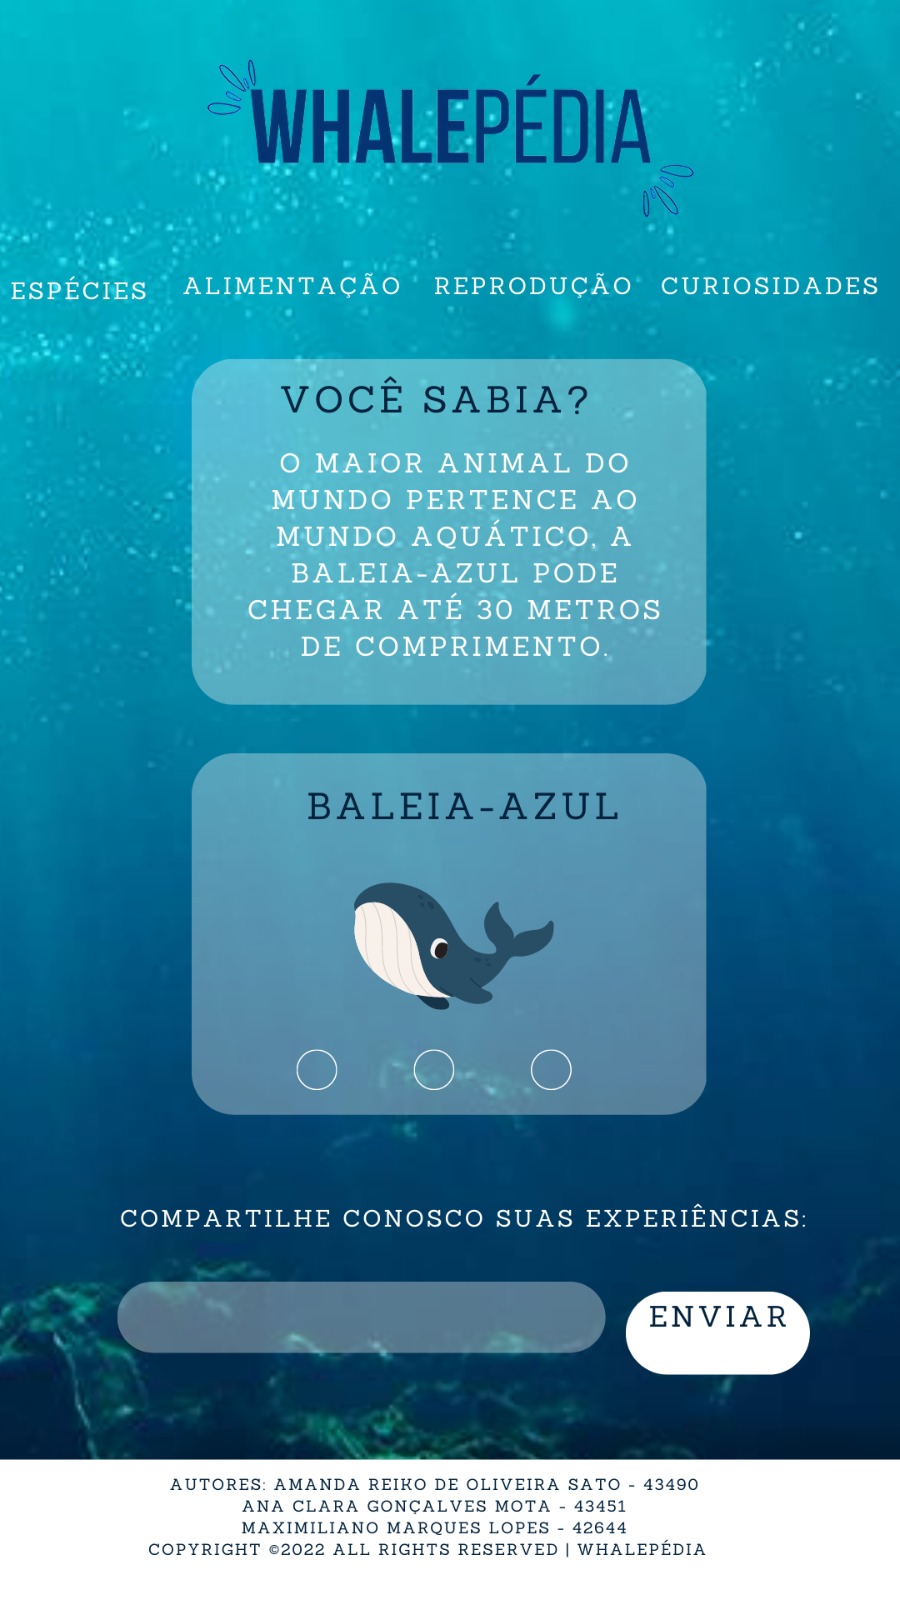 WHALEPÉDIA
ESPÉCIES ALIMENTAÇÃO REPRODUÇÃO CURIOSIDADES
VOCÊ SABIA?
O MAIOR ANIMAL DO
MUNDO PERTENCE AO
MUNDO AQUÁTICO, A
BALEIA-AZUL PODE
CHEGAR ATÉ 30 METROS
DE COMPRIMENTO.
BALEIA-AZUL
COMPARTILHE CONOSCO SUAS EXPERIÊNCIAS:
ENVIAR
AUTORES: AMANDA REIKO DE OLIVEIRA SATO - 43490
ANA CLARA GONÇALVES MOTA - 43451
MAXIMILIANO MARQUES LOPES - 42644
COPYRIGHT ©2022 ALL RIGHTS RESERVED | WHALEPÉDIA